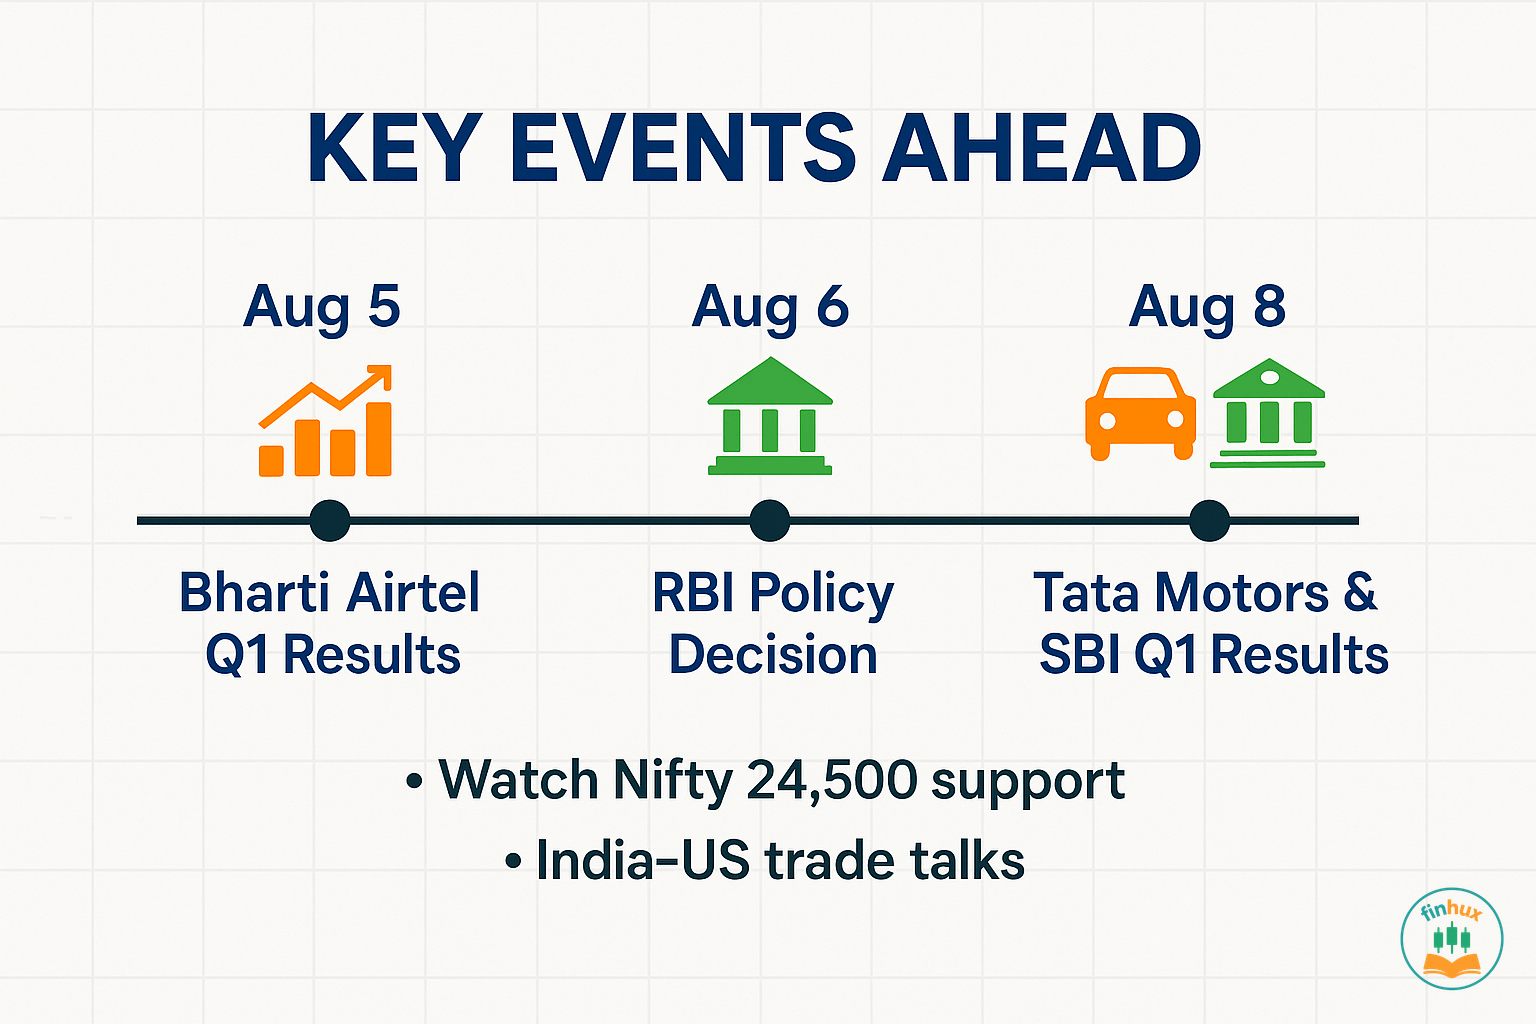 KEY EVENTS AHEAD
Aug 5
Aug 6
Aug 8
Bharti Airtel
Q1 Results
RBI Policy
Decision
Tata Motors &
SBI Q1 Results
• Watch Nifty 24,500 support
• India-US trade talks
finhux